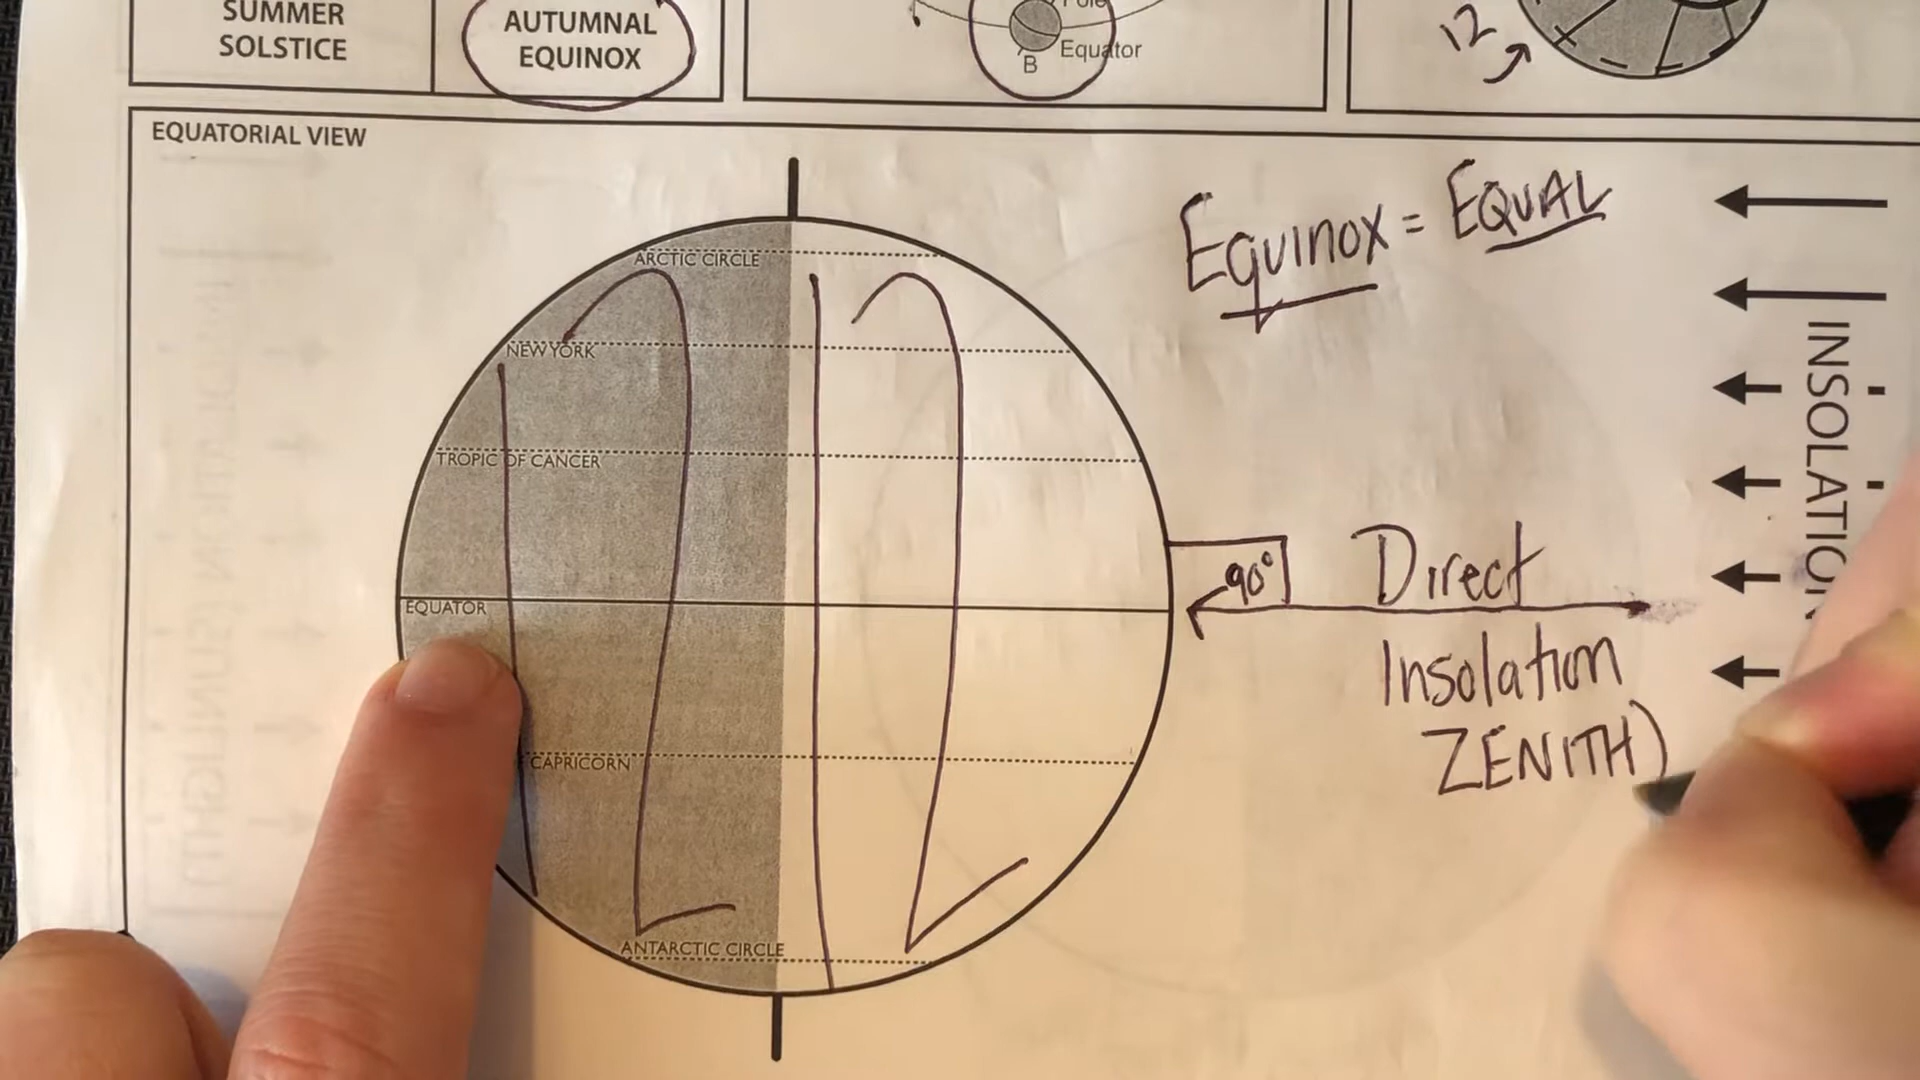 SUMMER
SOLSTICE
AUTUMNAL
EQUINOX
B
Equator
12
EQUATORIAL VIEW
Equinox = EQUAL
ARCTIC CIRCLE
NEW YORK
TROPIC OF CANCER
EQUATOR
CAPRICORN
ANTARCTIC CIRCLE
90°
Direct
Insolation
ZENITH)
INSOLATION
12
12